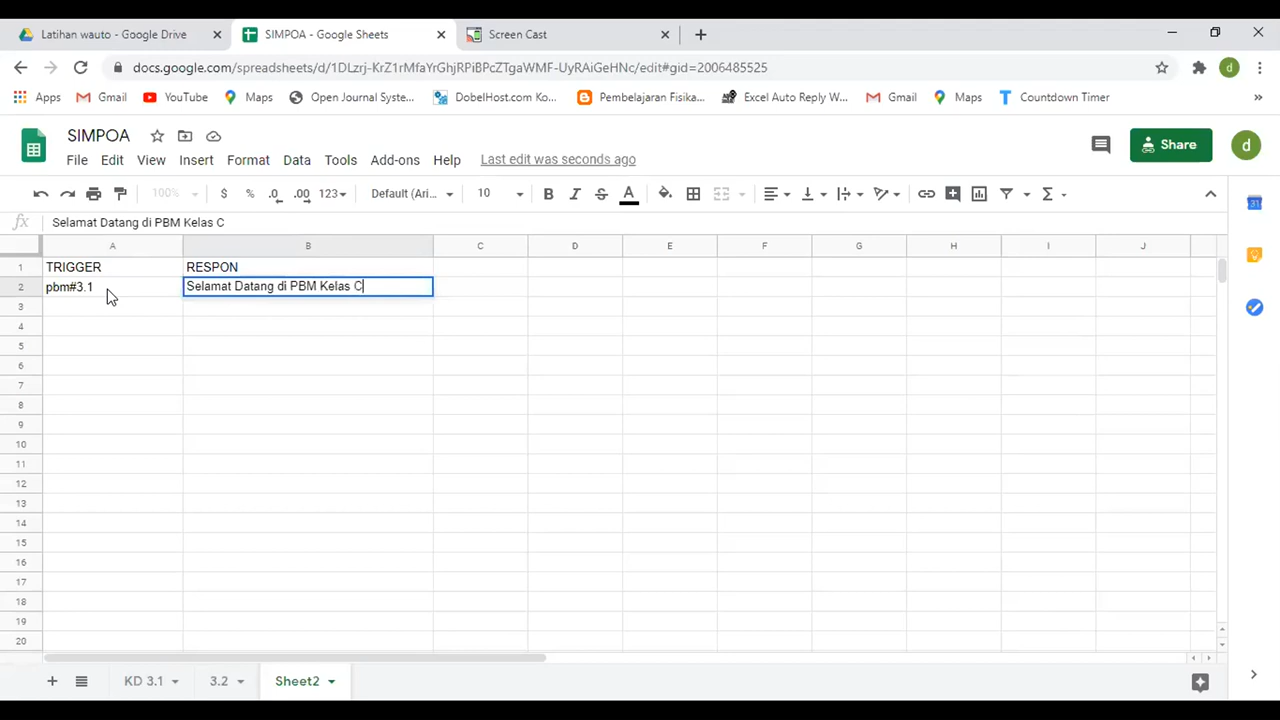 Latihan wauto - Google Drive
SIMPOA - Google Sheets
Screen Cast
docs.google.com/spreadsheets/d/1DLzrj-KrZ1rMfaYrGhjRPiBPcZTgaWMF-UyRAiGeHNc/edit#gid=2006485525
d
Apps Gmail YouTube Maps Open Journal Syste... DobelHost.com Ko... Pembelajaran Fisika... Excel Auto Reply W... Gmail Maps Countdown Timer »
SIMPOA
Share
d
File Edit View Insert Format Data Tools Add-ons Help Last edit was seconds ago
100% $ % .0 .00 123 Default (Ari... 10 B I S A Σ
fx Selamat Datang di PBM Kelas C
A B C D E F G H I J
1 TRIGGER RESPON
2 pbm#3.1 Selamat Datang di PBM Kelas C
3
4
5
6
7
8
9
10
11
12
13
14
15
16
17
18
19
20
KD 3.1 3.2 Sheet2
31